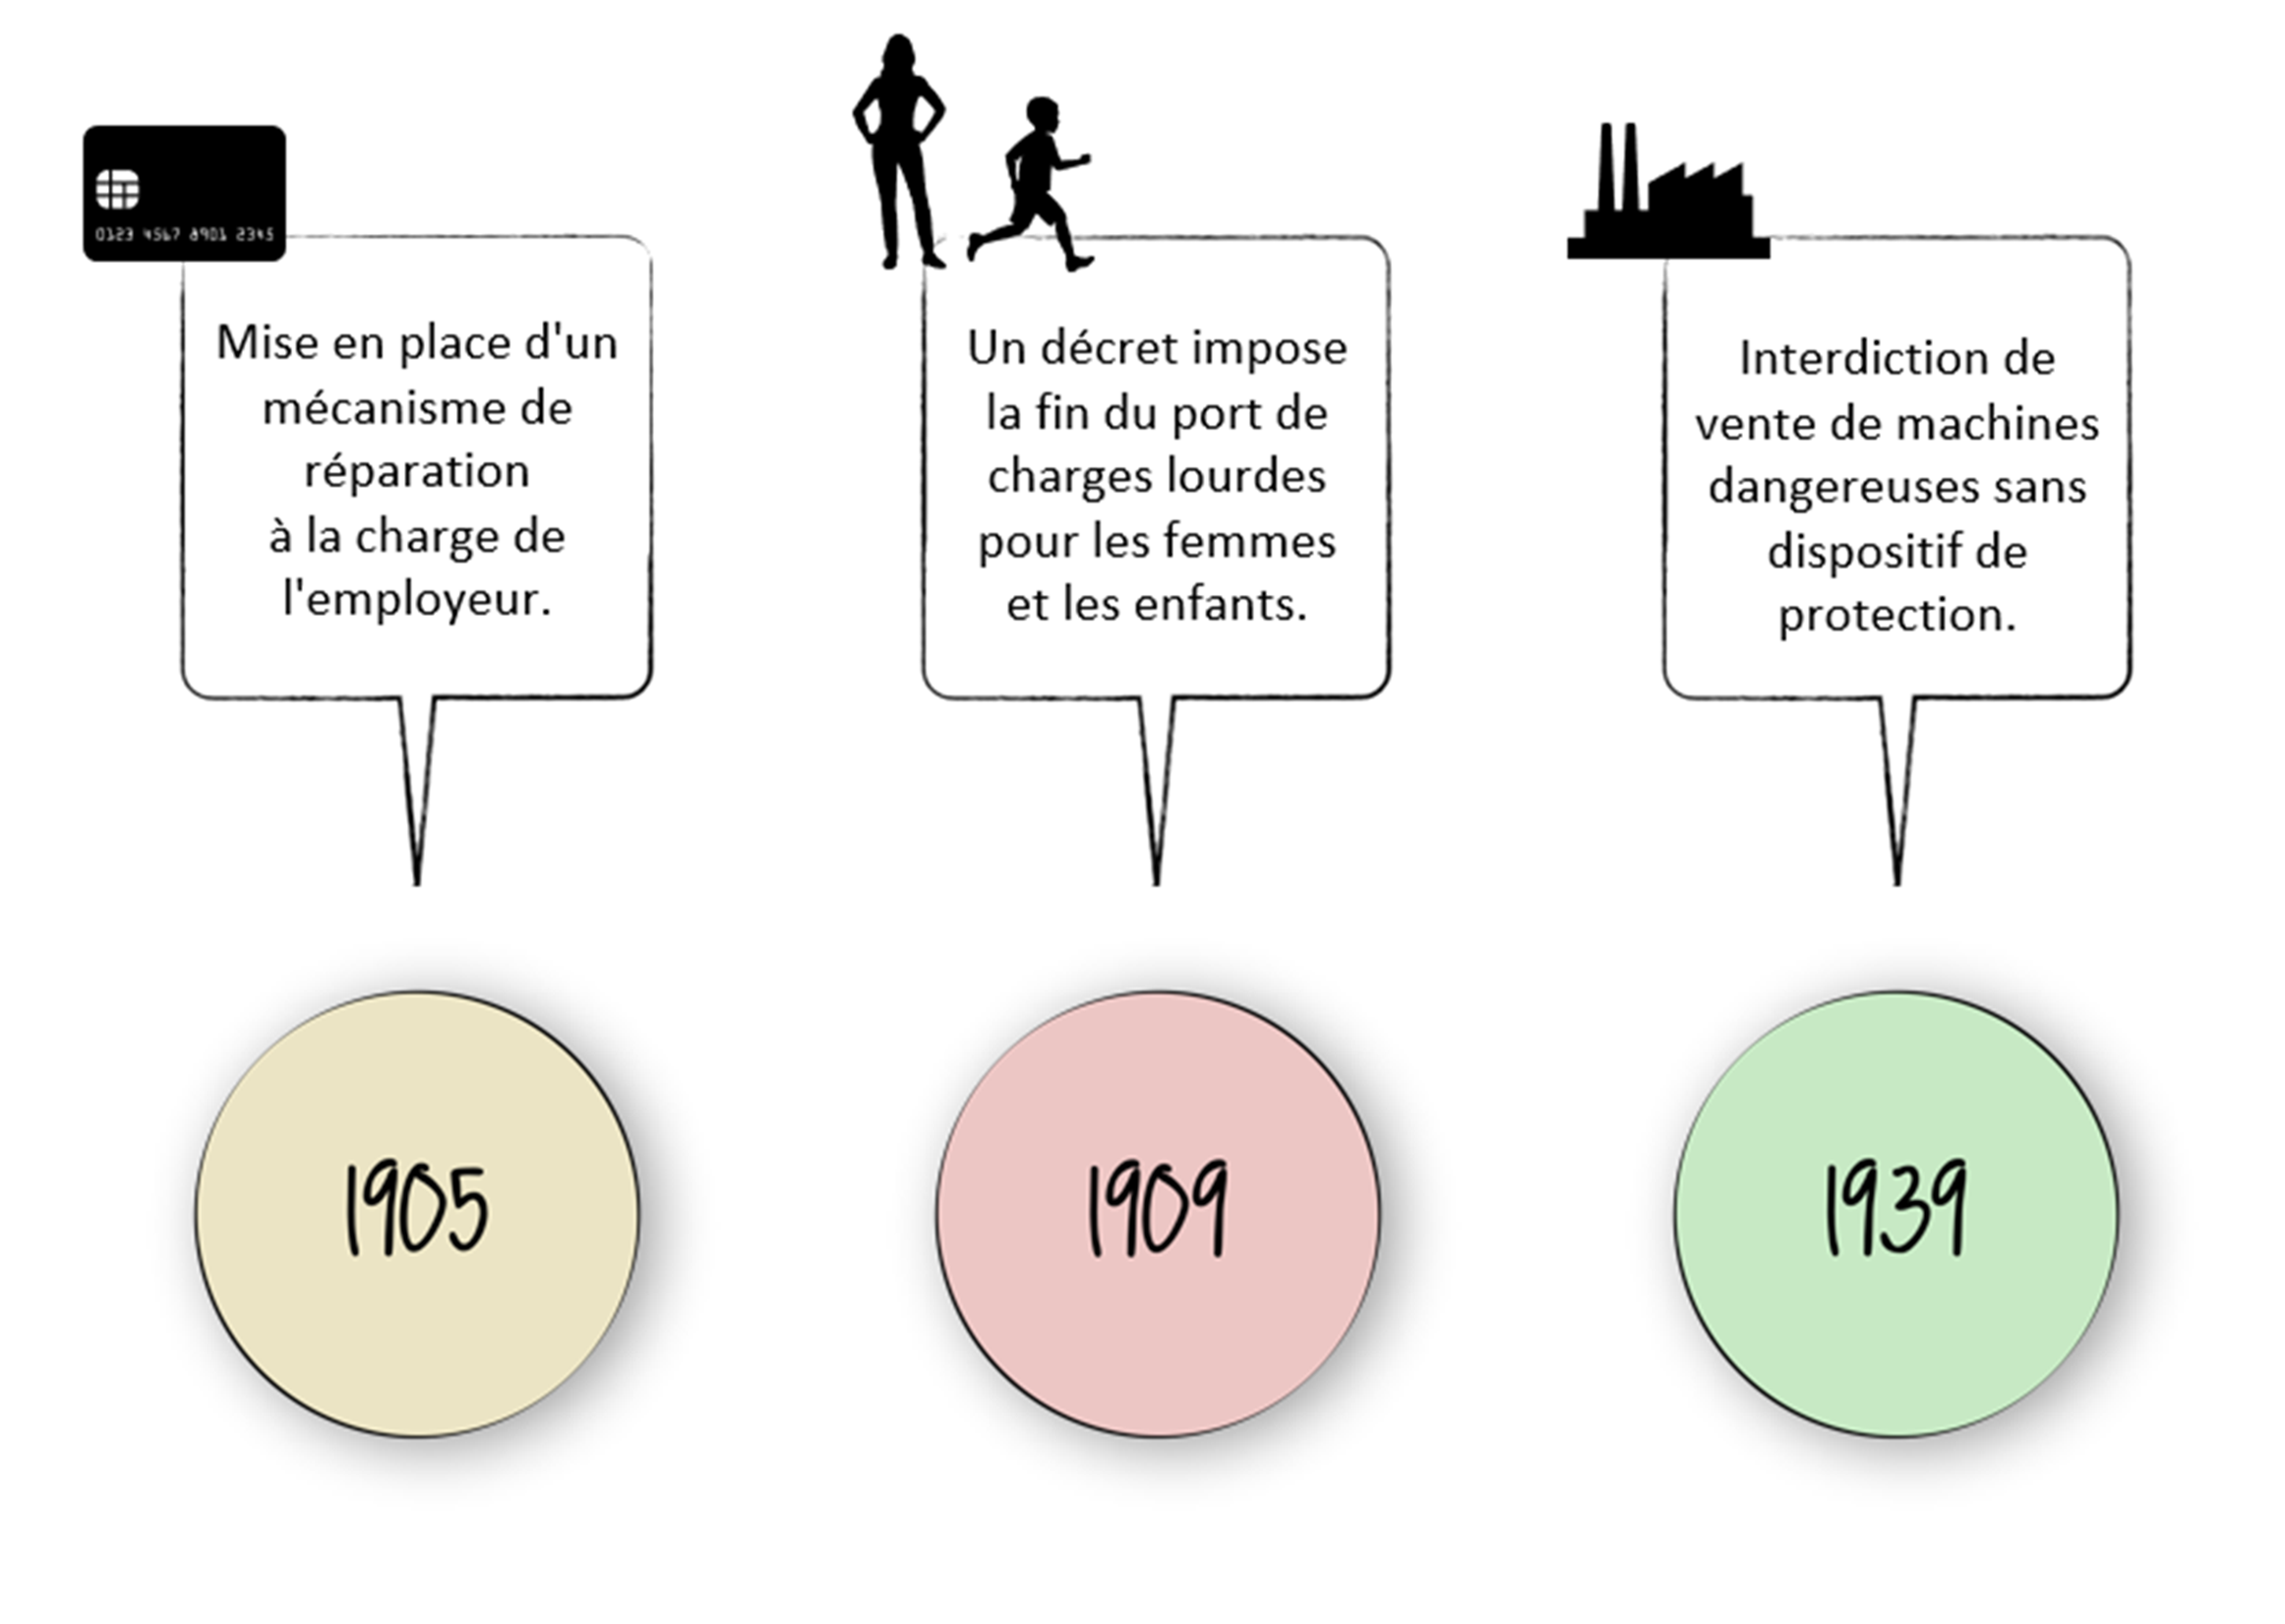 0123 4567 8901 2345
Mise en place d'un
mécanisme de
réparation
à la charge de
l'employeur.
Un décret impose
la fin du port de
charges lourdes
pour les femmes
et les enfants.
Interdiction de
vente de machines
dangereuses sans
dispositif de
protection.
1905
1909
1939